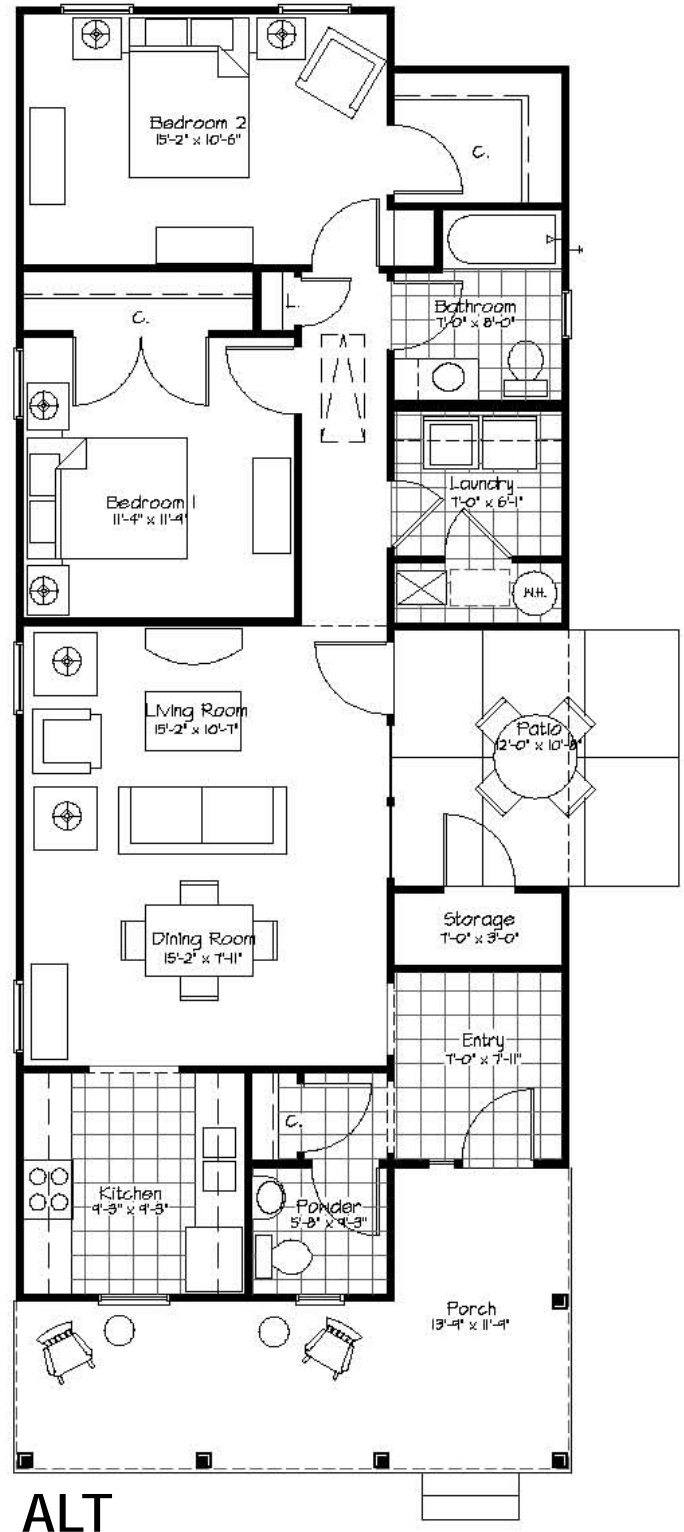 Bedroom 2
15'-2" x 10'-6"
C.
L.
Bathroom
7'-0" x 8'-0"
C.
Bedroom 1
11'-4" x 11'-9"
Laundry
7'-0" x 6'-1"
W.H.
Living Room
15'-2" x 10'-7"
Patio
12'-0" x 10'-8"
Storage
7'-0" x 3'-0"
Dining Room
15'-2" x 7'-11"
Entry
7'-0" x 7'-11"
C.
Kitchen
9'-3" x 9'-3"
Powder
5'-8" x 9'-3"
Porch
13'-9" x 11'-9"
ALT